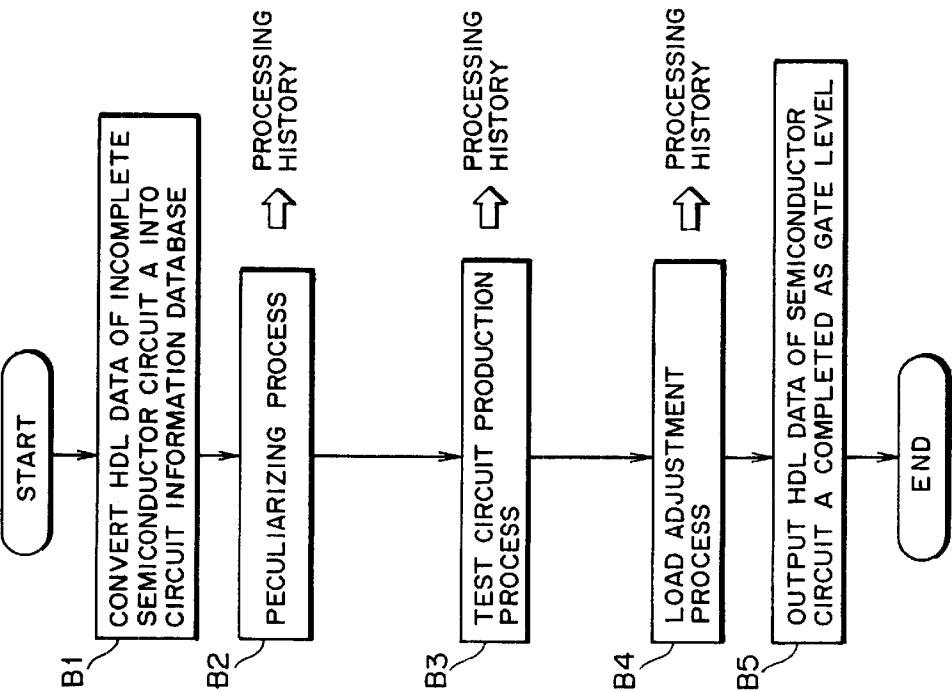 START
B1
CONVERT HDL DATA OF INCOMPLETE
SEMICONDUCTOR CIRCUIT A INTO
CIRCUIT INFORMATION DATABASE
B2
PECULIARIZING PROCESS
PROCESSING
HISTORY
B3
TEST CIRCUIT PRODUCTION
PROCESS
PROCESSING
HISTORY
B4
LOAD ADJUSTMENT
PROCESS
PROCESSING
HISTORY
B5
OUTPUT HDL DATA OF SEMICONDUCTOR
CIRCUIT A COMPLETED AS GATE LEVEL
END